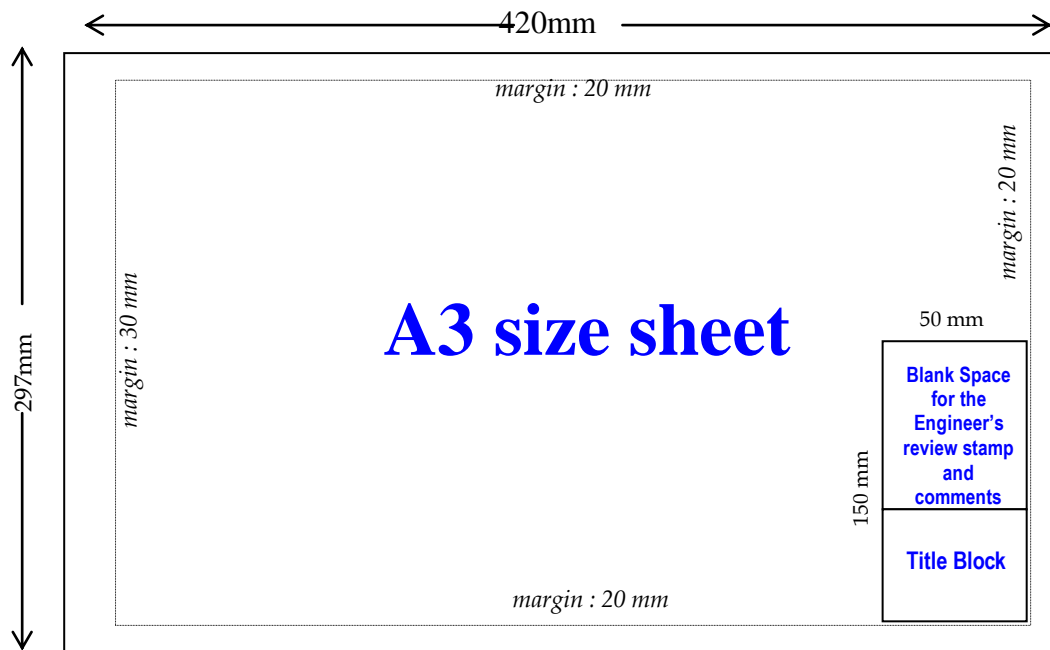 420mm
margin : 20 mm
margin : 20 mm
297mm
margin : 30 mm
A3 size sheet
50 mm
Blank Space
for the
Engineer’s
review stamp
and
comments
150 mm
Title Block
margin : 20 mm